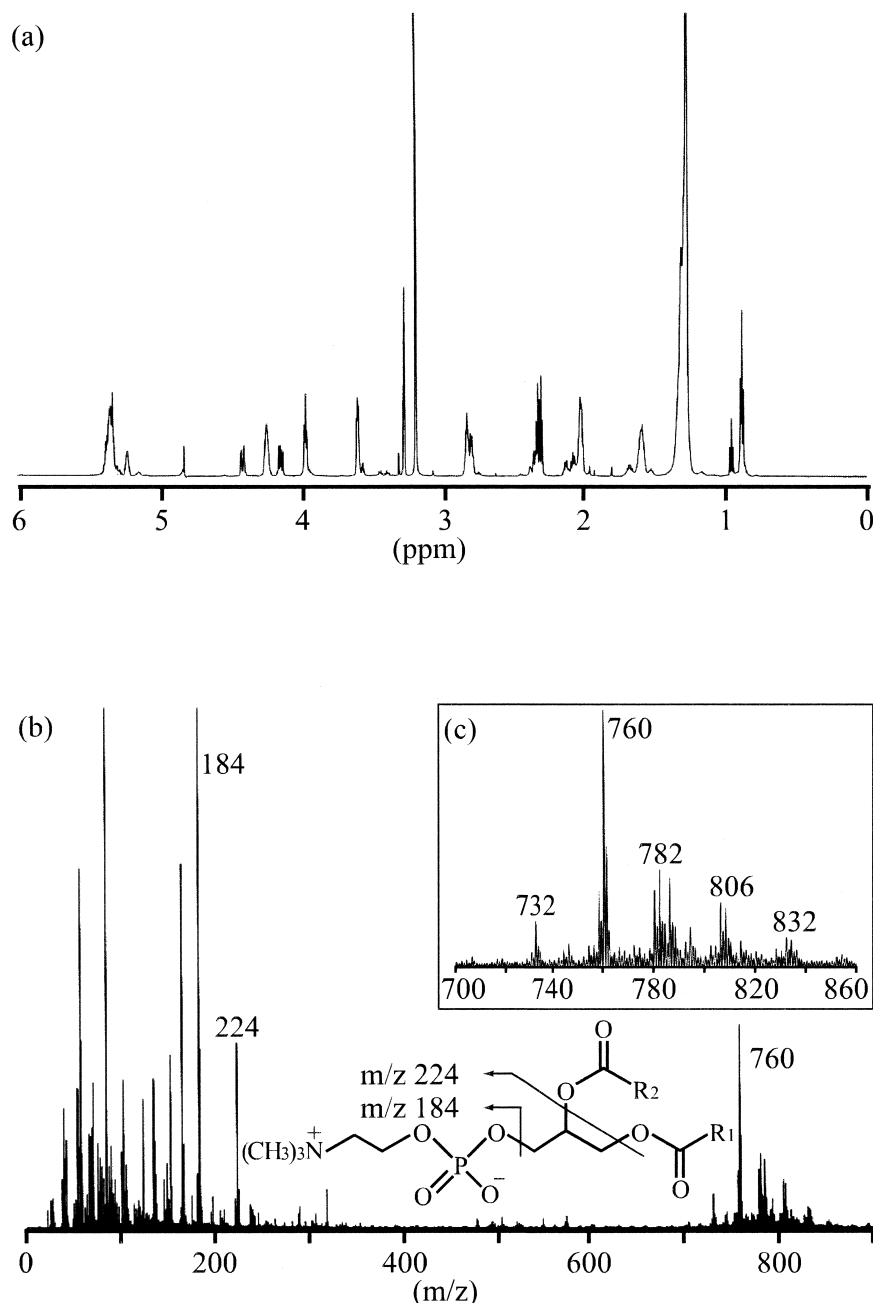 (a)
6 5 4 3 2 1 0
(ppm)
(b)
184
224
760
(c)
760
732
782
806
832
700 740 780 820 860
m/z 224
m/z 184
(CH3)3N
+
O
P
O
O
−
O
O
O
R2
O
R1
O
0 200 400 600 800
(m/z)